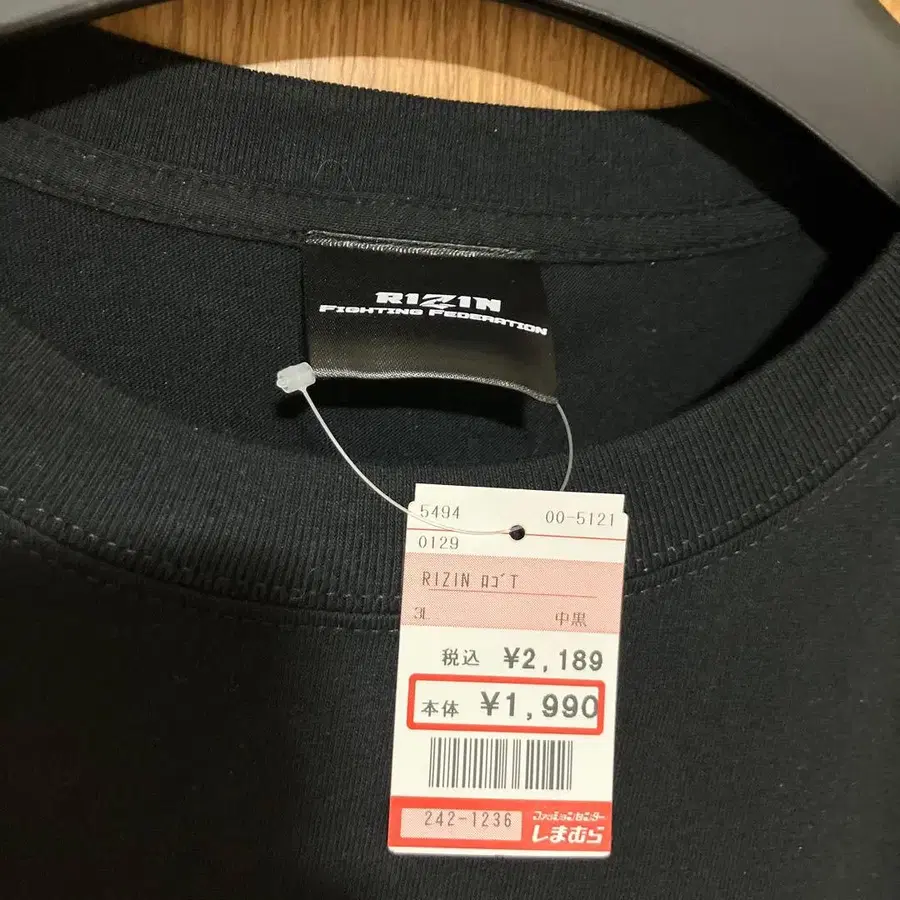 RIZIN
FIGHTING FEDERATION
5494 00-5121
0129
RIZIN ﾛｺﾞT
3L 中黒
税込 ¥2,189
本体 ¥1,990
242-1236
ファッションセンター
しまむら